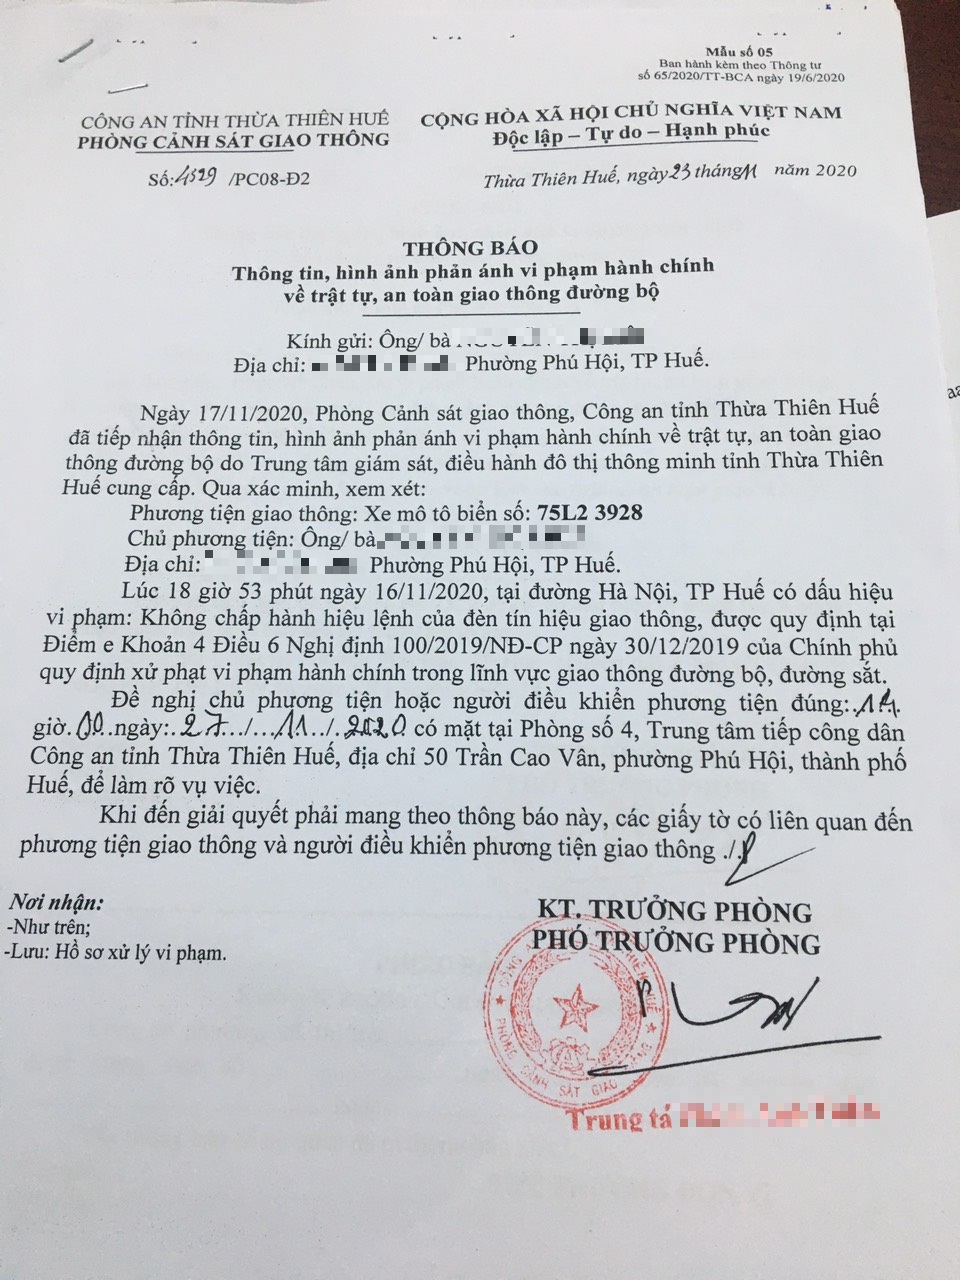 Mẫu số 05
Ban hành kèm theo Thông tư
số 65/2020/TT-BCA ngày 19/6/2020
CÔNG AN TỈNH THỪA THIÊN HUẾ
PHÒNG CẢNH SÁT GIAO THÔNG
Số: 4529 /PC08-Đ2
CỘNG HÒA XÃ HỘI CHỦ NGHĨA VIỆT NAM
Độc lập – Tự do – Hạnh phúc
Thừa Thiên Huế, ngày 23 tháng 11 năm 2020
THÔNG BÁO
Thông tin, hình ảnh phản ánh vi phạm hành chính
về trật tự, an toàn giao thông đường bộ
Kính gửi: Ông/ bà
Địa chỉ: Phường Phú Hội, TP Huế.
Ngày 17/11/2020, Phòng Cảnh sát giao thông, Công an tỉnh Thừa Thiên Huế
đã tiếp nhận thông tin, hình ảnh phản ánh vi phạm hành chính về trật tự, an toàn giao
thông đường bộ do Trung tâm giám sát, điều hành đô thị thông minh tỉnh Thừa Thiên
Huế cung cấp. Qua xác minh, xem xét:
Phương tiện giao thông: Xe mô tô biển số: 75L2 3928
Chủ phương tiện: Ông/ bà
Địa chỉ: Phường Phú Hội, TP Huế.
Lúc 18 giờ 53 phút ngày 16/11/2020, tại đường Hà Nội, TP Huế có dấu hiệu
vi phạm: Không chấp hành hiệu lệnh của đèn tín hiệu giao thông, được quy định tại
Điểm e Khoản 4 Điều 6 Nghị định 100/2019/NĐ-CP ngày 30/12/2019 của Chính phủ
quy định xử phạt vi phạm hành chính trong lĩnh vực giao thông đường bộ, đường sắt.
Đề nghị chủ phương tiện hoặc người điều khiển phương tiện đúng:.14.
giờ.00..ngày:..27.../...11.../.2020 có mặt tại Phòng số 4, Trung tâm tiếp công dân
Công an tỉnh Thừa Thiên Huế, địa chỉ 50 Trần Cao Vân, phường Phú Hội, thành phố
Huế, để làm rõ vụ việc.
Khi đến giải quyết phải mang theo thông báo này, các giấy tờ có liên quan đến
phương tiện giao thông và người điều khiển phương tiện giao thông ./.
Nơi nhận:
-Như trên;
-Lưu: Hồ sơ xử lý vi phạm.
KT. TRƯỞNG PHÒNG
PHÓ TRƯỞNG PHÒNG
PHÒNG CẢNH SÁT GIAO
Trung tá